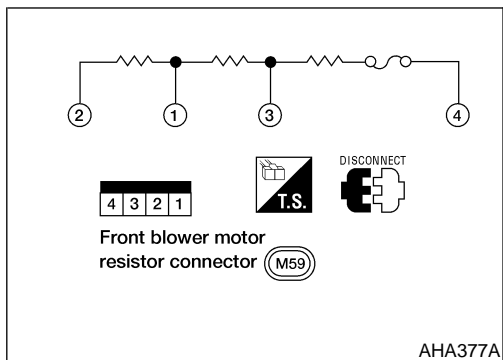 2 1 3 4
DISCONNECT
T.S.
4 3 2 1
Front blower motor
resistor connector M59
AHA377A